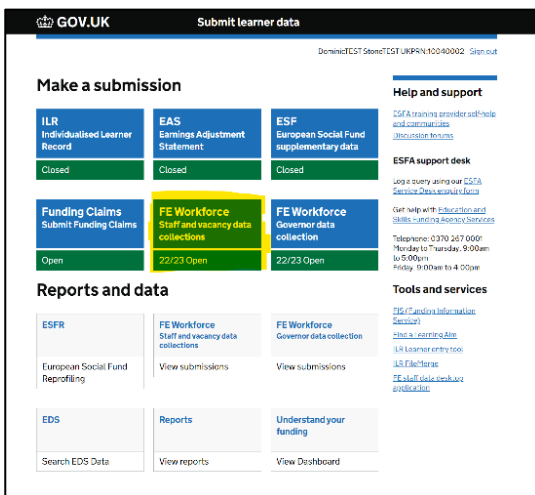 GOV.UK
Submit learner data
DominicTEST StoneTEST UKPRN:10040002 Sign out
Make a submission
ILR
Individualised Learner
Record
Closed
EAS
Earnings Adjustment
Statement
Closed
ESF
European Social Fund
supplementary data
Closed
Funding Claims
Submit Funding Claims
Open
FE Workforce
Staff and vacancy data
collections
22/23 Open
FE Workforce
Governor data
collection
22/23 Open
Reports and data
ESFR
European Social Fund
Reprofiling
FE Workforce
Staff and vacancy data
collections
View submissions
FE Workforce
Governor data collection
View submissions
EDS
Search EDS Data
Reports
View reports
Understand your
funding
View Dashboard
Help and support
ESFA training provider self-help
and communities
Discussion forums
ESFA support desk
Log a query using our ESFA
Service Desk enquiry form
Get help with Education and
Skills Funding Agency Services
Telephone: 0370 267 0001
Monday to Thursday, 9:00am
to 5:00pm
Friday, 9:00am to 4:00pm
Tools and services
FIS (Funding Information
Service)
Find a Learning Aim
ILR Learner entry tool
ILR FileMerge
FE staff data desktop
application